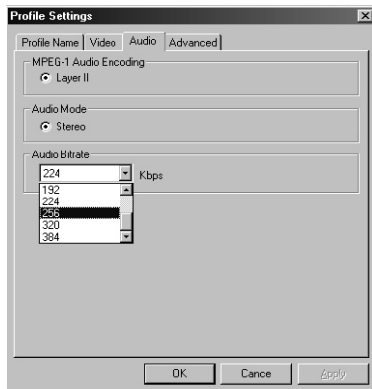 Profile Settings
Profile Name Video Audio Advanced
MPEG-1 Audio Encoding
Layer II
Audio Mode
Stereo
Audio Bitrate
224 Kbps
192
224
256
320
384
OK Cance Apply